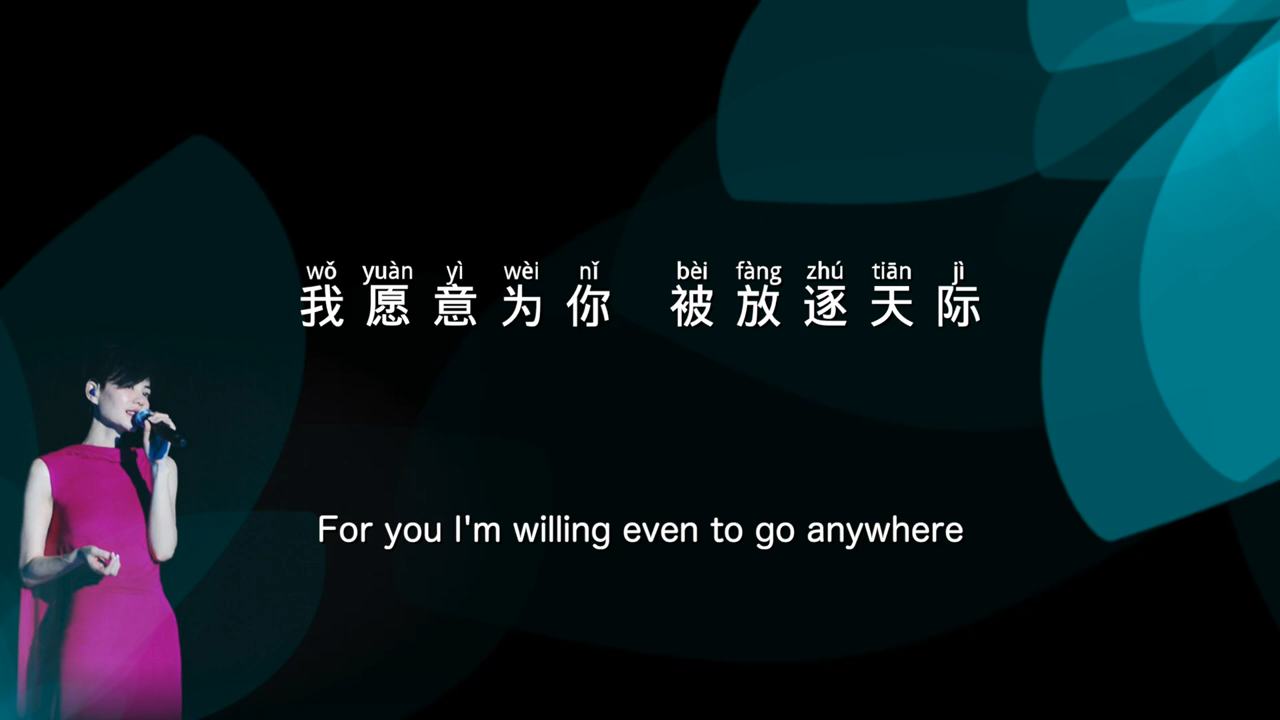 wǒ yuàn yì wèi nǐ bèi fàng zhú tiān jì
我愿意为你 被放逐天际
For you I'm willing even to go anywhere